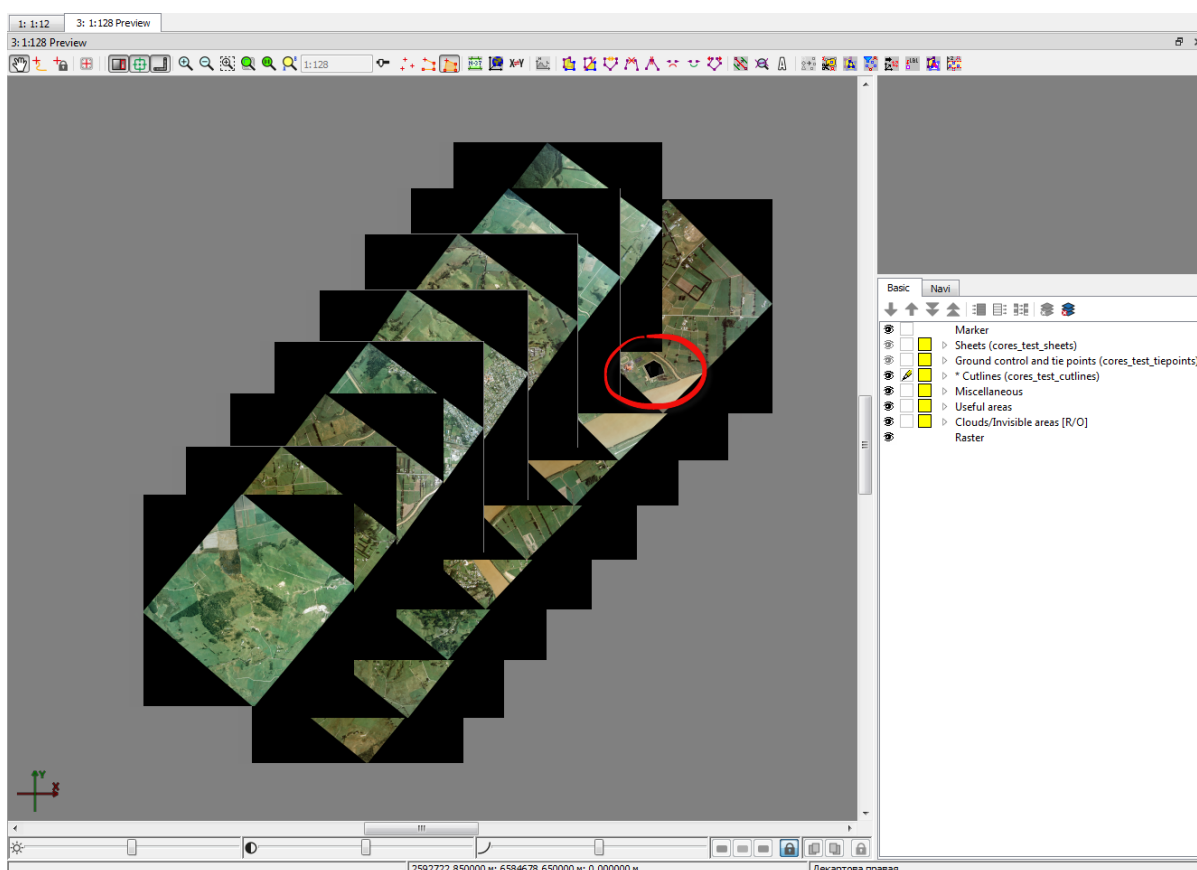 1: 1:12 3: 1:128 Preview
3: 1:128 Preview
1:128
Basic Navi
Marker
Sheets (cores_test_sheets)
Ground control and tie points (cores_test_tiepoints)
* Cutlines (cores_test_cutlines)
Miscellaneous
Useful areas
Clouds/Invisible areas [R/O]
Raster
Y
X
2592722.850000 м; 6584678.650000 м; 0.000000 м
Декартова правая